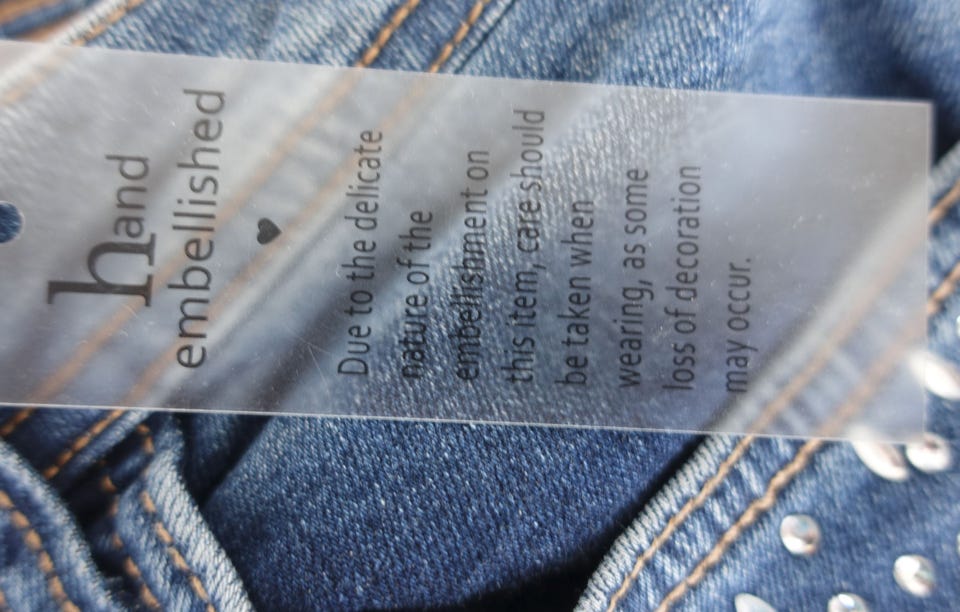 hand
embellished
Due to the delicate
nature of the
embellishment on
this item, care should
be taken when
wearing, as some
loss of decoration
may occur.